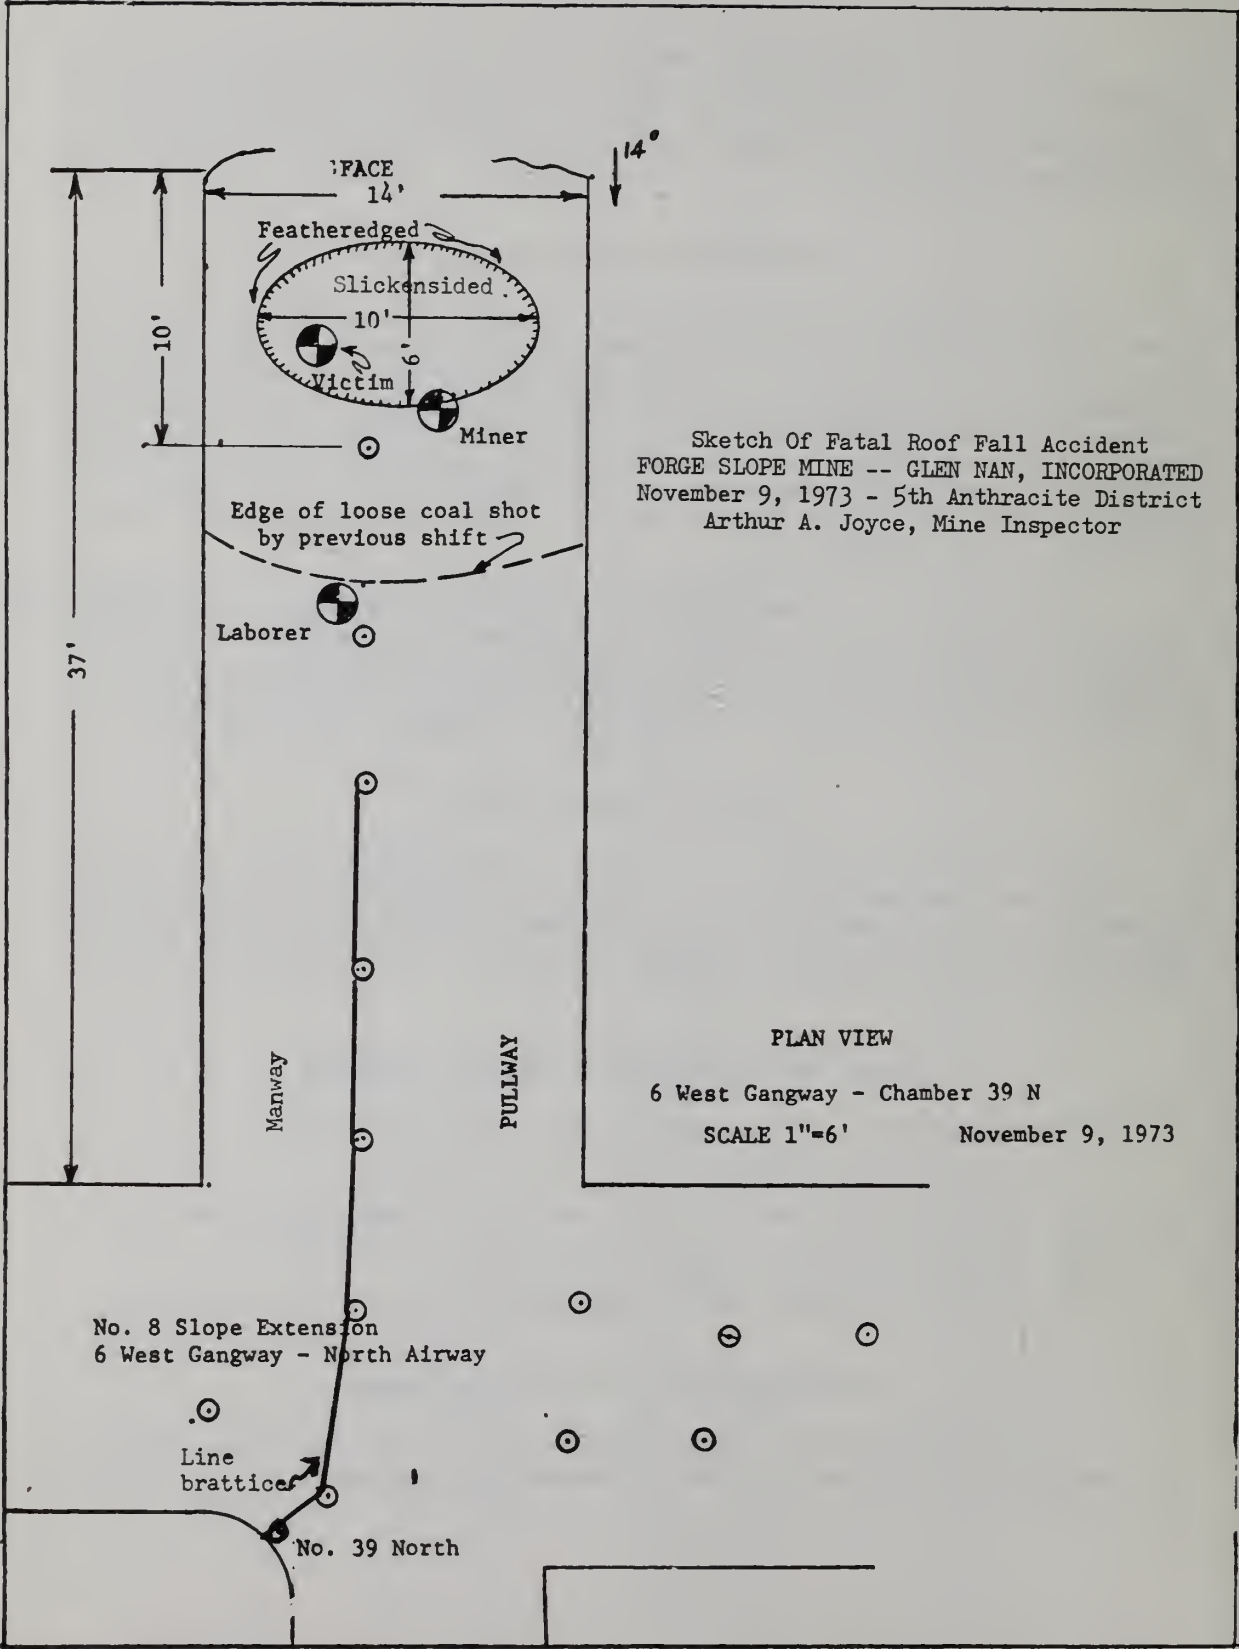 14°
FACE
14'
Featheredged
Slickensided
10'
6'
10'
Victim
Miner
Sketch Of Fatal Roof Fall Accident
FORGE SLOPE MINE -- GLEN NAN, INCORPORATED
November 9, 1973 - 5th Anthracite District
Arthur A. Joyce, Mine Inspector
Edge of loose coal shot
by previous shift
Laborer
37'
Manway
PULLWAY
PLAN VIEW
6 West Gangway - Chamber 39 N
SCALE 1"=6' November 9, 1973
No. 8 Slope Extension
6 West Gangway - North Airway
Line
brattice
No. 39 North